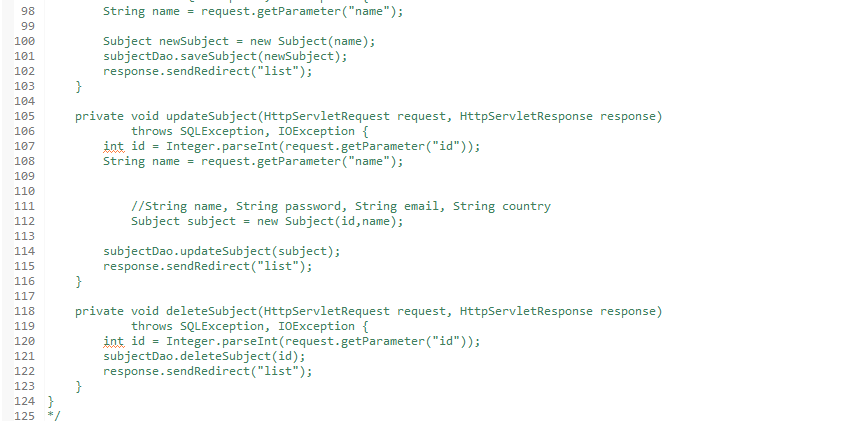 98 String name = request.getParameter("name");
99
100 Subject newSubject = new Subject(name);
101 subjectDao.saveSubject(newSubject);
102 response.sendRedirect("list");
103 }
104
105 private void updateSubject(HttpServletRequest request, HttpServletResponse response)
106 throws SQLException, IOException {
107 int id = Integer.parseInt(request.getParameter("id"));
108 String name = request.getParameter("name");
109
110
111 //String name, String password, String email, String country
112 Subject subject = new Subject(id,name);
113
114 subjectDao.updateSubject(subject);
115 response.sendRedirect("list");
116 }
117
118 private void deleteSubject(HttpServletRequest request, HttpServletResponse response)
119 throws SQLException, IOException {
120 int id = Integer.parseInt(request.getParameter("id"));
121 subjectDao.deleteSubject(id);
122 response.sendRedirect("list");
123 }
124 }
125 */